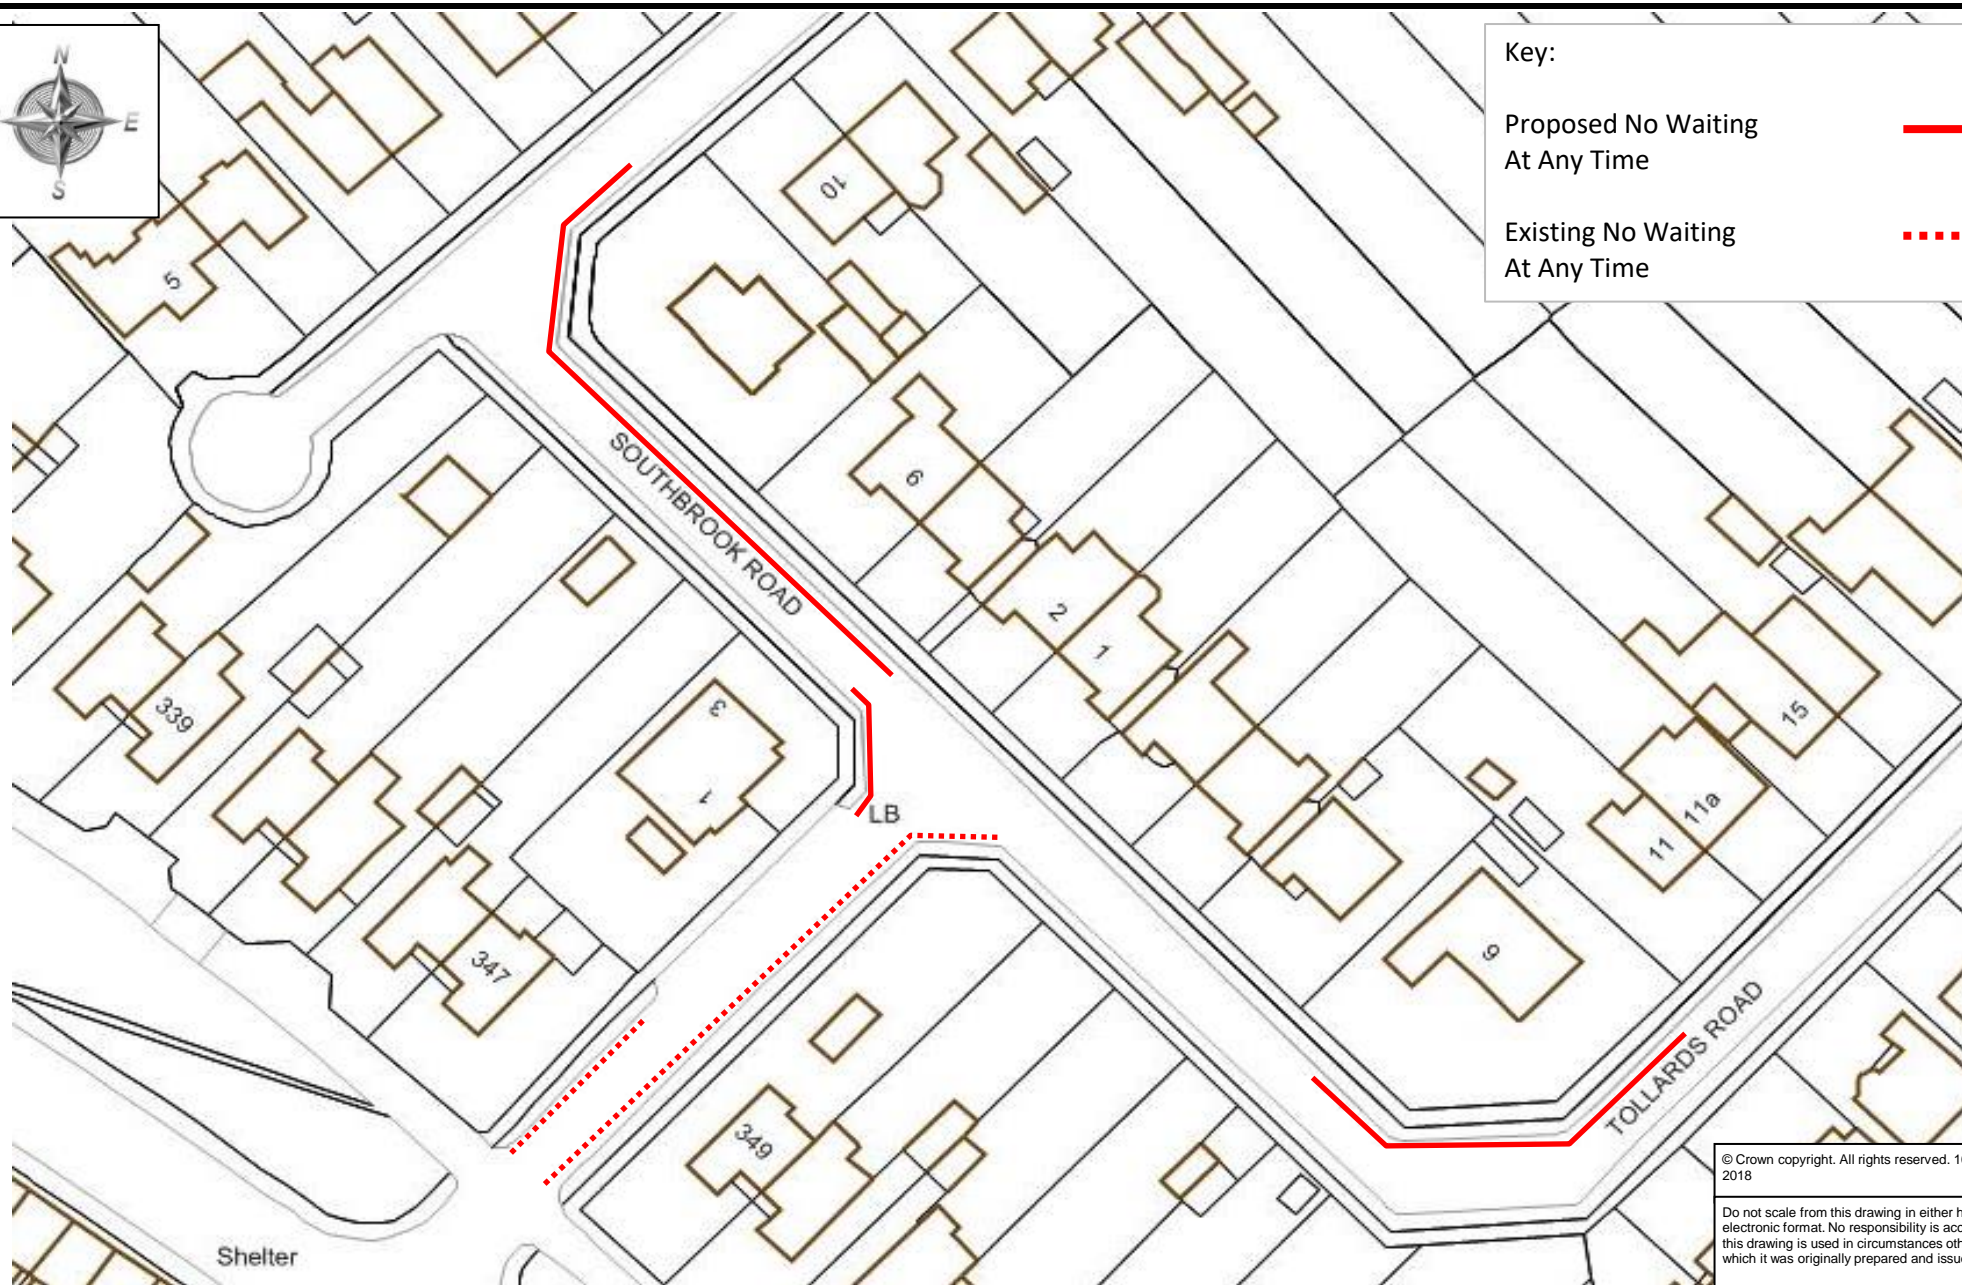 N
E
S
Key:
Proposed No Waiting
At Any Time
Existing No Waiting
At Any Time
10
5
SOUTHBROOK ROAD
6
2
1
339
3
1
LB
15
11a
11
9
347
TOLLARDS ROAD
349
Shelter
© Crown copyright. All rights reserved.
2018
Do not scale from this drawing in either
electronic format. No responsibility is
this drawing is used in circumstances
which it was originally prepared and